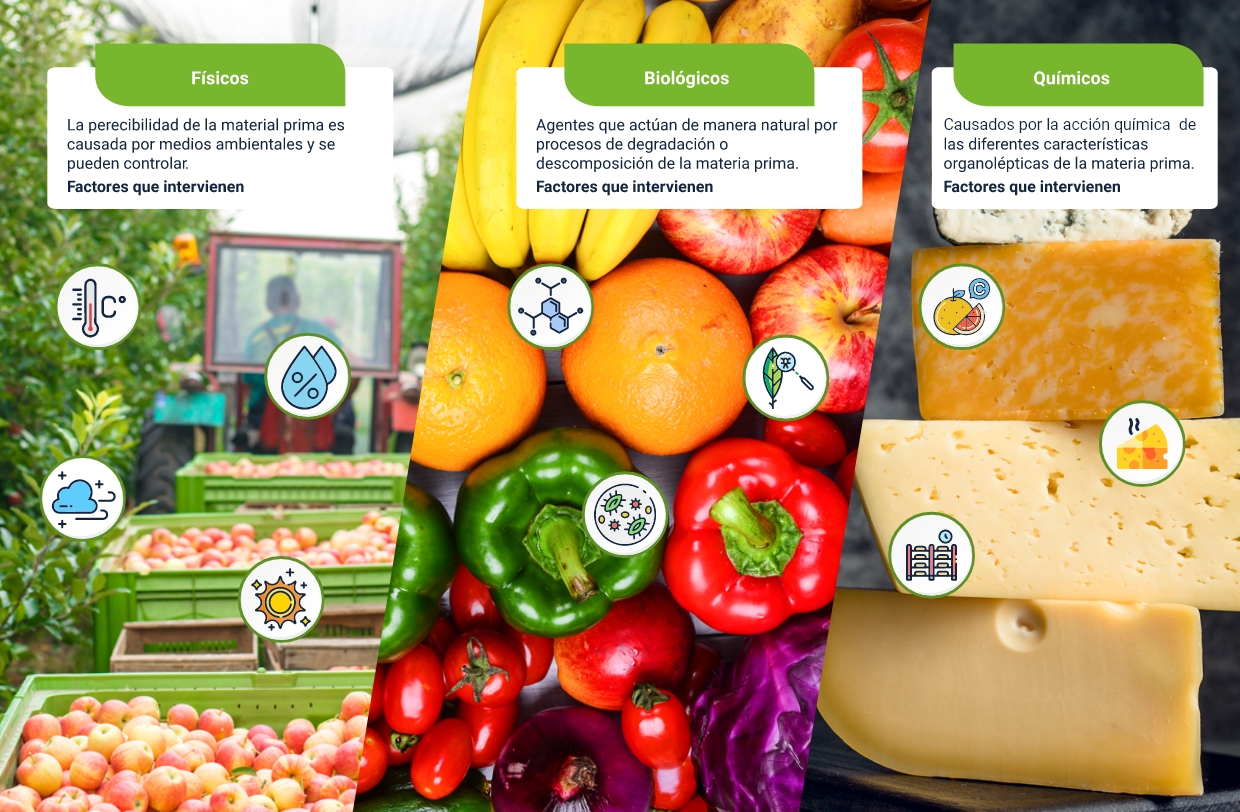 Físicos
La perecibilidad de la material prima es
causada por medios ambientales y se
pueden controlar.
Factores que intervienen
C°
%
Biológicos
Agentes que actúan de manera natural por
procesos de degradación o
descomposición de la materia prima.
Factores que intervienen
Químicos
Causados por la acción química  de
las diferentes características
organolépticas de la materia prima.
Factores que intervienen
C